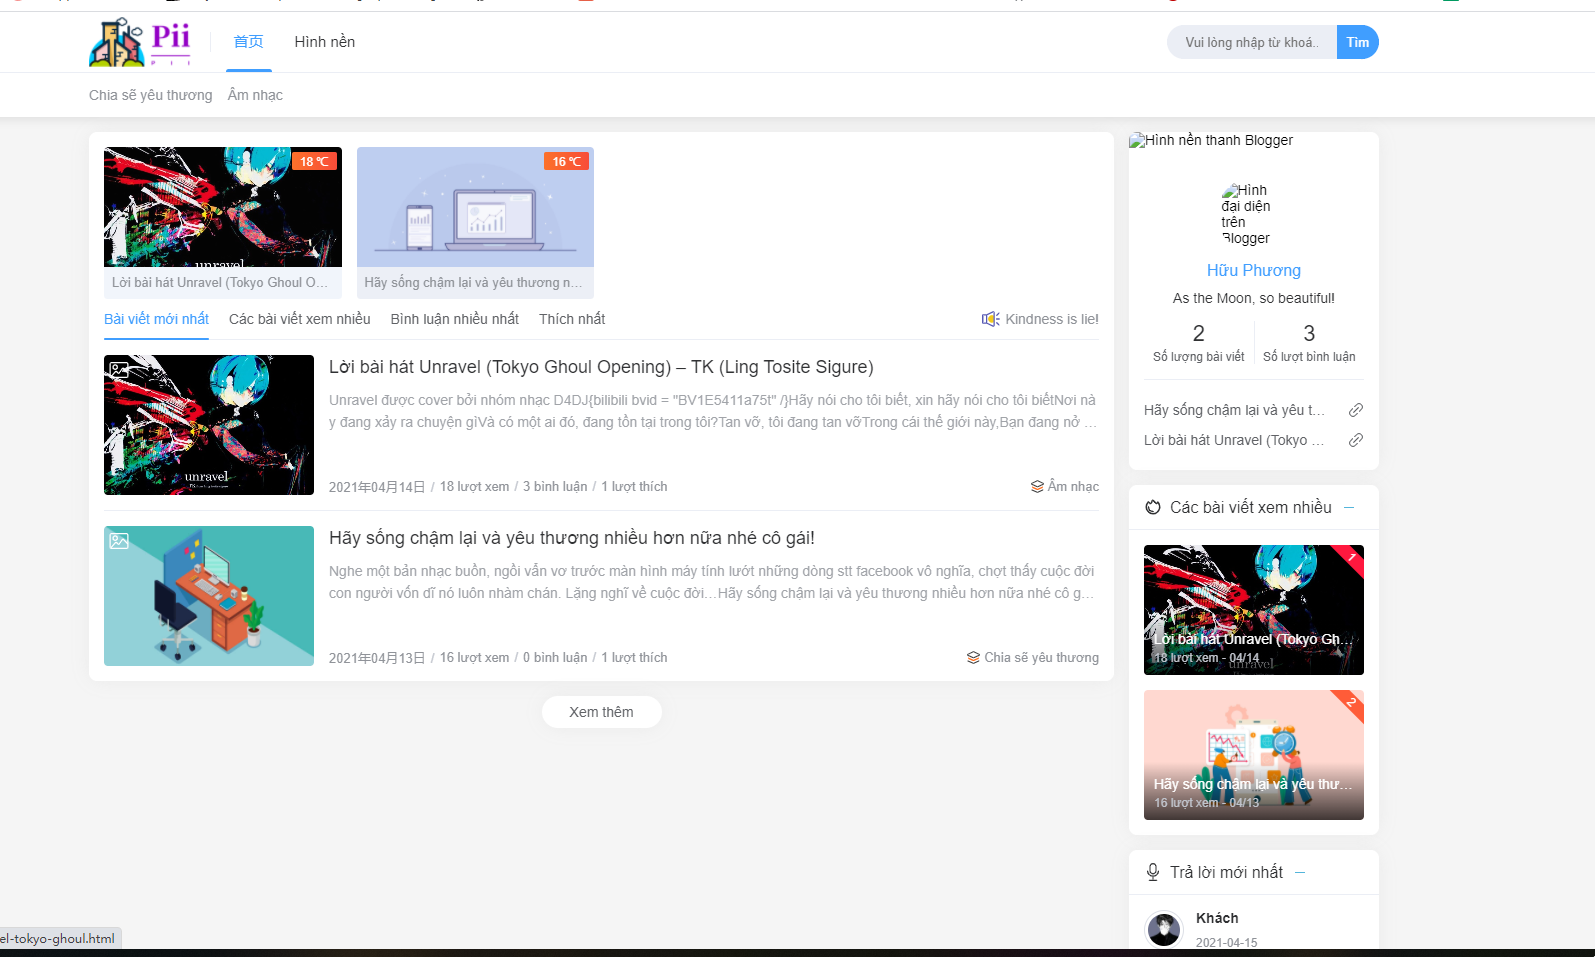 Pii
P I I
首页
Hình nền
Vui lòng nhập từ khoá..
Tìm
Chia sẽ yêu thương
Âm nhạc
18 ℃
unravel
Lời bài hát Unravel (Tokyo Ghoul O...
16 ℃
Hãy sống chậm lại và yêu thương n...
Bài viết mới nhất
Các bài viết xem nhiều
Bình luận nhiều nhất
Thích nhất
Kindness is lie!
unravel
Lời bài hát Unravel (Tokyo Ghoul Opening) – TK (Ling Tosite Sigure)
Unravel được cover bởi nhóm nhạc D4DJ{bilibili bvid = "BV1E5411a75t" /}Hãy nói cho tôi biết, xin hãy nói cho tôi biếtNơi nà
y đang xảy ra chuyện gìVà có một ai đó, đang tồn tại trong tôi?Tan vỡ, tôi đang tan vỡTrong cái thế giới này,Bạn đang nở ...
2021年04月14日 / 18 lượt xem / 3 bình luận / 1 lượt thích
Âm nhạc
Hãy sống chậm lại và yêu thương nhiều hơn nữa nhé cô gái!
Nghe một bản nhạc buồn, ngồi vẩn vơ trước màn hình máy tính lướt những dòng stt facebook vô nghĩa, chợt thấy cuộc đời
con người vốn dĩ nó luôn nhàm chán. Lặng nghĩ về cuộc đời...Hãy sống chậm lại và yêu thương nhiều hơn nữa nhé cô g...
2021年04月13日 / 16 lượt xem / 0 bình luận / 1 lượt thích
Chia sẽ yêu thương
Xem thêm
Hình nền thanh Blogger
Hình
đại diện
trên
Blogger
Hữu Phương
As the Moon, so beautiful!
2
Số lượng bài viết
3
Số lượt bình luận
Hãy sống chậm lại và yêu t...
Lời bài hát Unravel (Tokyo ...
Các bài viết xem nhiều
1
Lời bài hát Unravel (Tokyo Gh...
18 lượt xem - 04/14
unravel
2
Hãy sống chậm lại và yêu thư...
16 lượt xem - 04/13
Trả lời mới nhất
Khách
2021-04-15
el-tokyo-ghoul.html